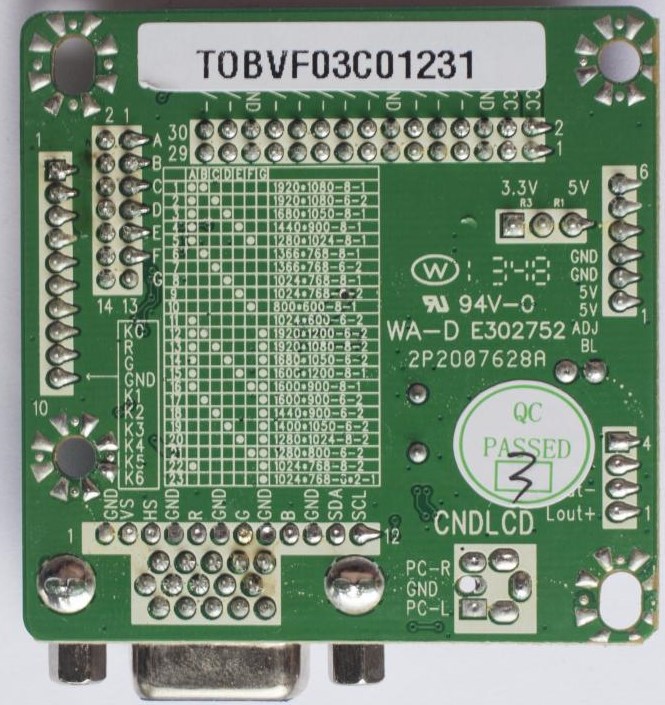 TOBVF03C01231
GND
GND
GND
2 1
30
2
29
1
1
A
B
C
D
E
F
G
14 13
10
A B C D E F G
1 1920*1080-8-1
2 1920*1080-6-2
3 1680*1050-8-1
4 1440*900-8-1
5 1280*1024-8-1
6 1366*768-8-1
7 1366*768-6-2
8 1024*768-8-1
9
10 800*600-8-1
11 1024*600-6-2
12 1920*1200-6-2
13 1920*1080-8-2
14 1680*1050-6-2
15
16 1600*900-8-1
17 1600*900-6-2
18 1440*900-6-2
19 1400*1050-6-2
20 1280*1024-8-2
21 1280*800-6-2
22 1024*768-8-2
23
K0
R
G
GND
K1
K2
K3
K4
K5
K6
3.3V 5V
R3 R1
6
GND
GND
5V
5V
1
ADJ
BL
W 1348
94V-0
WA-D E302752
2P2007628A
QC
PASSED
3
4
Lout+
1
CNDLCD
GND
VS
HS
GND
R
GND
G
GND
B
GND
SDA
SCL
1
12
PC-R
GND
PC-L